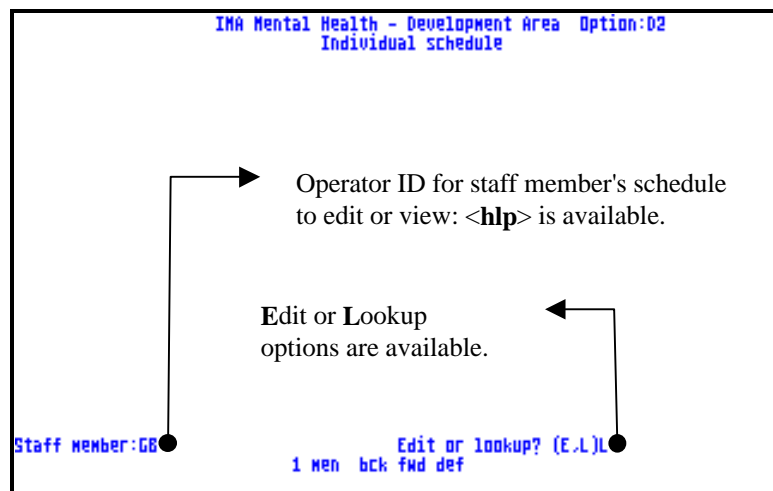 IMA Mental Health - Development Area Option:D2
Individual schedule
Operator ID for staff member's schedule
to edit or view: <hlp> is available.
Edit or Lookup
options are available.
Staff member:GB Edit or lookup? (E,L)L
1 men bck fwd def